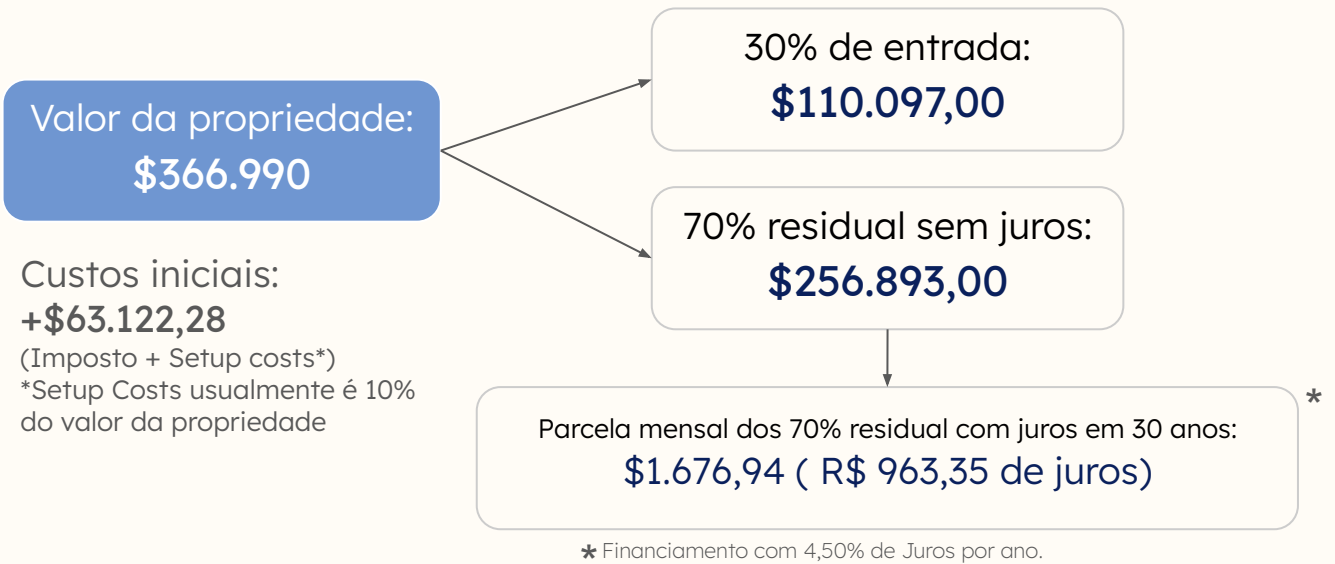 Valor da propriedade:
$366.990
30% de entrada:
$110.097,00
70% residual sem juros:
$256.893,00
Custos iniciais:
+$63.122,28
(Imposto + Setup costs*)
*Setup Costs usualmente é 10%
do valor da propriedade
Parcela mensal dos 70% residual com juros em 30 anos:
$1.676,94 ( R$ 963,35 de juros)
*
* Financiamento com 4,50% de Juros por ano.